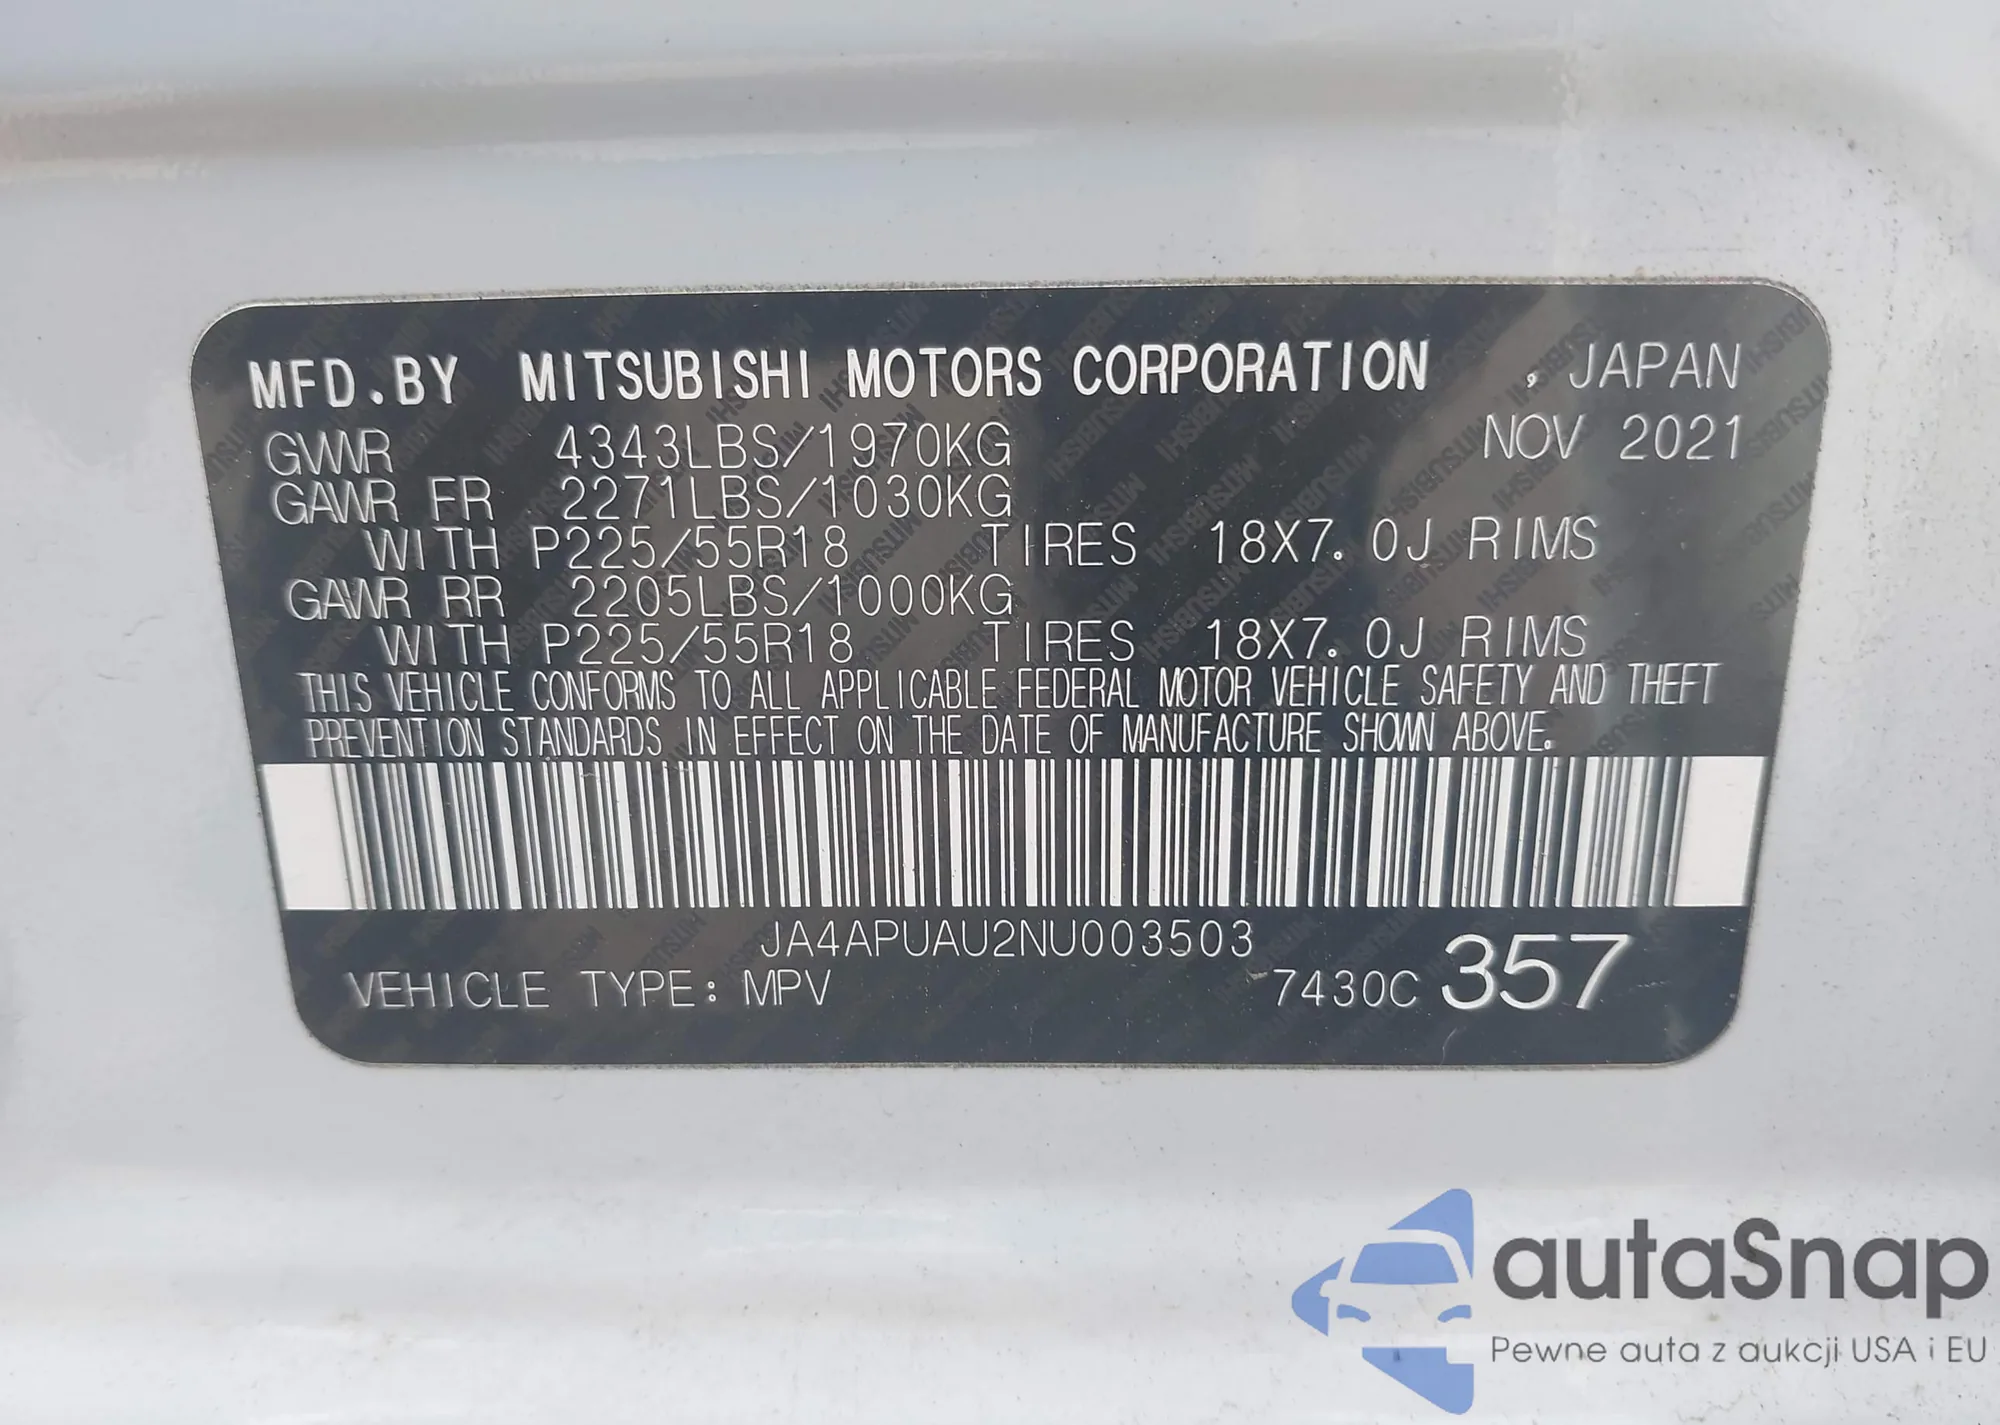 MFD.BY MITSUBISHI MOTORS CORPORATION , JAPAN
GVWR 4343LBS/1970KG NOV 2021
GAWR FR 2271LBS/1030KG
WITH P225/55R18 TIRES 18X7.0J RIMS
GAWR RR 2205LBS/1000KG
WITH P225/55R18 TIRES 18X7.0J RIMS
THIS VEHICLE CONFORMS TO ALL APPLICABLE FEDERAL MOTOR VEHICLE SAFETY AND THEFT
PREVENTION STANDARDS IN EFFECT ON THE DATE OF MANUFACTURE SHOWN ABOVE.
JA4APUAU2NU003503
VEHICLE TYPE: MPV 7430C 357
autaSnap
Pewne auta z aukcji USA i EU